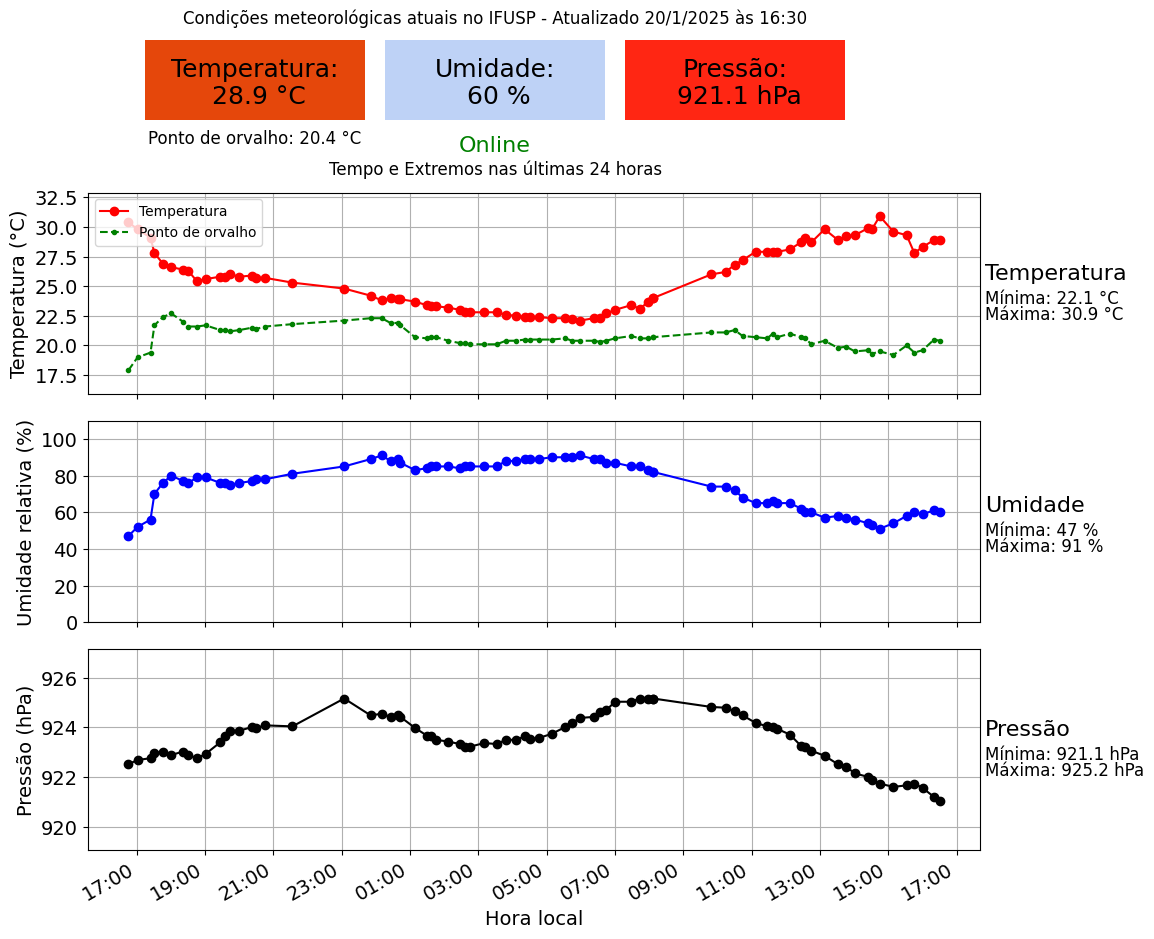 Condições meteorológicas atuais no IFUSP - Atualizado 20/1/2025 às 16:30
Temperatura:
28.9 °C
Umidade:
60 %
Pressão:
921.1 hPa
Ponto de orvalho: 20.4 °C
Online
Tempo e Extremos nas últimas 24 horas
Temperatura (°C)
32.5
30.0
27.5
25.0
22.5
20.0
17.5
Temperatura
Ponto de orvalho
Temperatura
Mínima: 22.1 °C
Máxima: 30.9 °C
Umidade relativa (%)
100
80
60
40
20
0
Umidade
Mínima: 47 %
Máxima: 91 %
Pressão (hPa)
926
924
922
920
Pressão
Mínima: 921.1 hPa
Máxima: 925.2 hPa
17:00
19:00
21:00
23:00
01:00
03:00
05:00
07:00
09:00
11:00
13:00
15:00
17:00
Hora local